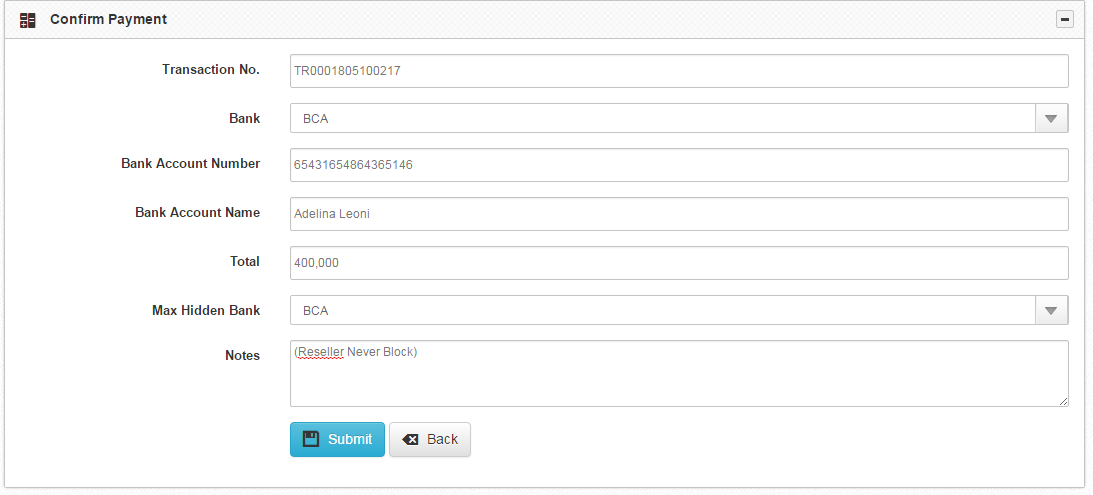 Confirm Payment
Transaction No. TR0001805100217
Bank BCA
Bank Account Number 65431654864365146
Bank Account Name Adelina Leoni
Total 400,000
Max Hidden Bank BCA
Notes (Reseller Never Block)
Submit Back